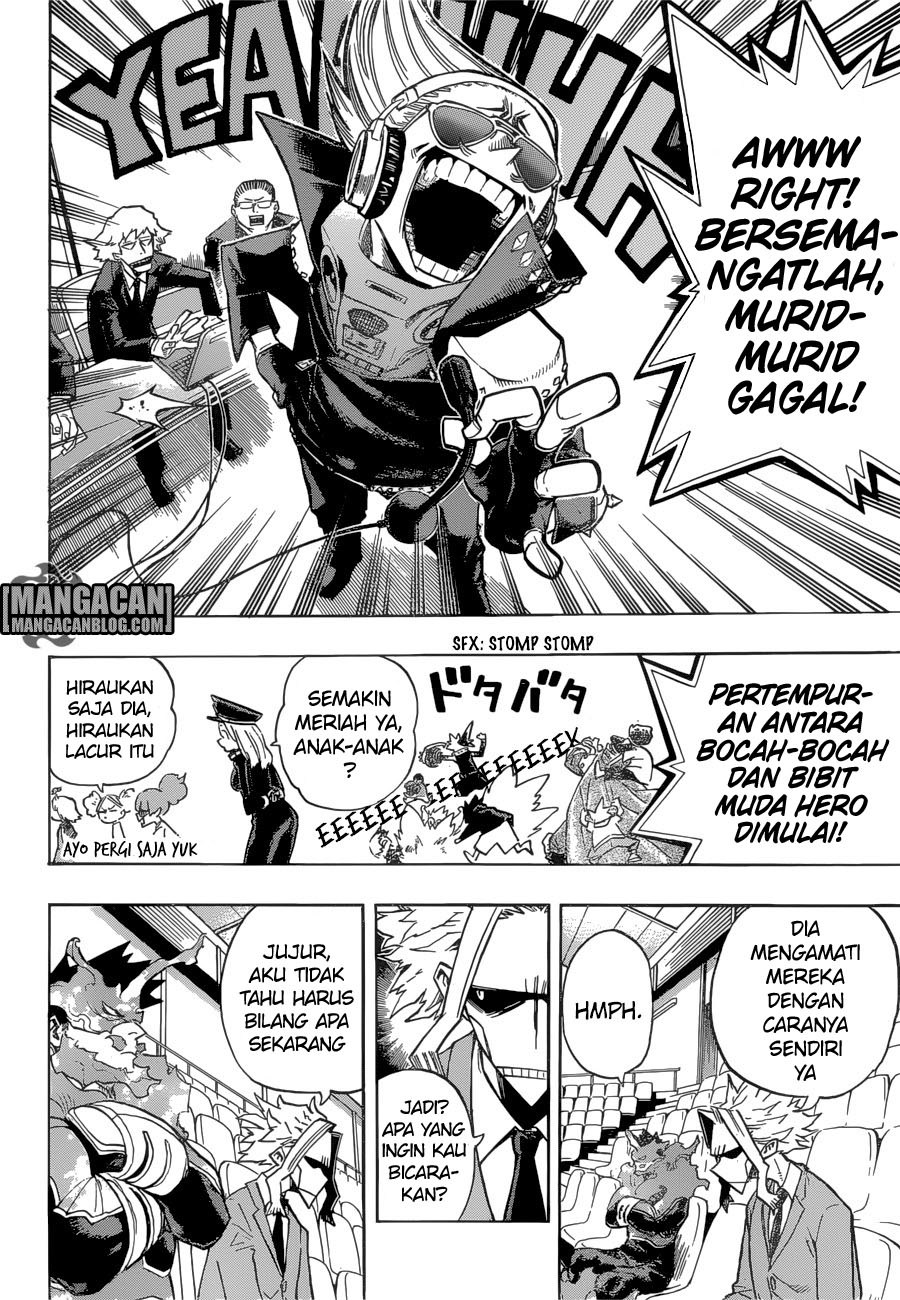 YEAHHHH
AWWW
RIGHT!
BERSEMA-
NGATLAH,
MURID-
MURID
GAGAL!
[MANGACAN]
MANGACANBLOG.COM
SFX: STOMP STOMP
PERTEMPUR-
AN ANTARA
BOCAH-BOCAH
DAN BIBIT
MUDA HERO
DIMULAI!
ドタバタ
EEEEEE EEE EEEEEEX
SEMAKIN
MERIAH YA,
ANAK-ANAK
?
HIRAUKAN
SAJA DIA,
HIRAUKAN
LACUR ITU
AYO PERGI SAJA YUK
DIA
MENGAMATI
MEREKA
DENGAN
CARANYA
SENDIRI
YA
HMPH.
JADI?
APA YANG
INGIN KAU
BICARA-
KAN?
JUJUR,
AKU TIDAK
TAHU HARUS
BILANG APA
SEKARANG